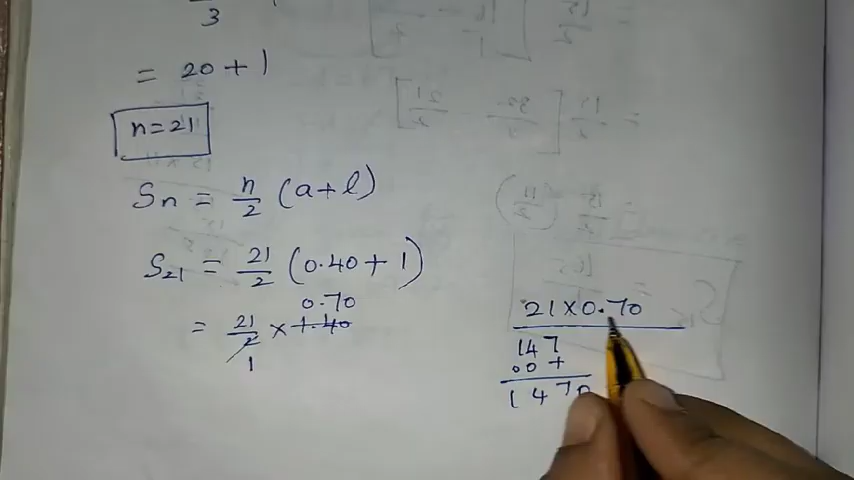 3
= 20 + 1
n = 21
Sn = n/2 (a + l)
S21 = 21/2 (0.40 + 1)
0.70
= 21/2 × 1.40
1
21 × 0.70
147
00 +
1470